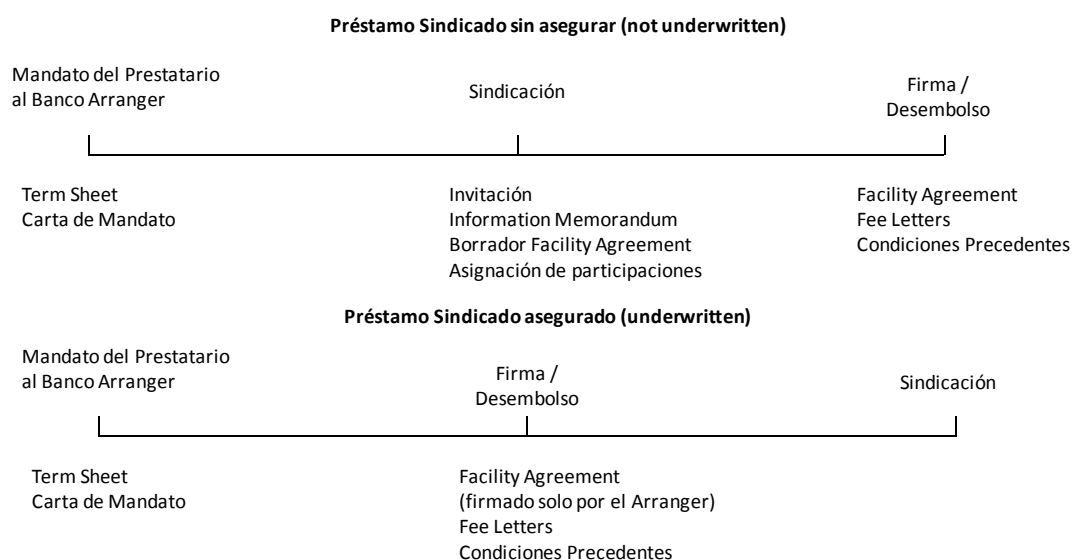 Préstamo Sindicado sin asegurar (not underwritten)
Mandato del Prestatario
al Banco Arranger
Sindicación
Firma /
Desembolso
Term Sheet
Carta de Mandato
Invitación
Information Memorandum
Borrador Facility Agreement
Asignación de participaciones
Facility Agreement
Fee Letters
Condiciones Precedentes
Préstamo Sindicado asegurado (underwritten)
Mandato del Prestatario
al Banco Arranger
Firma /
Desembolso
Sindicación
Term Sheet
Carta de Mandato
Facility Agreement
(firmado solo por el Arranger)
Fee Letters
Condiciones Precedentes